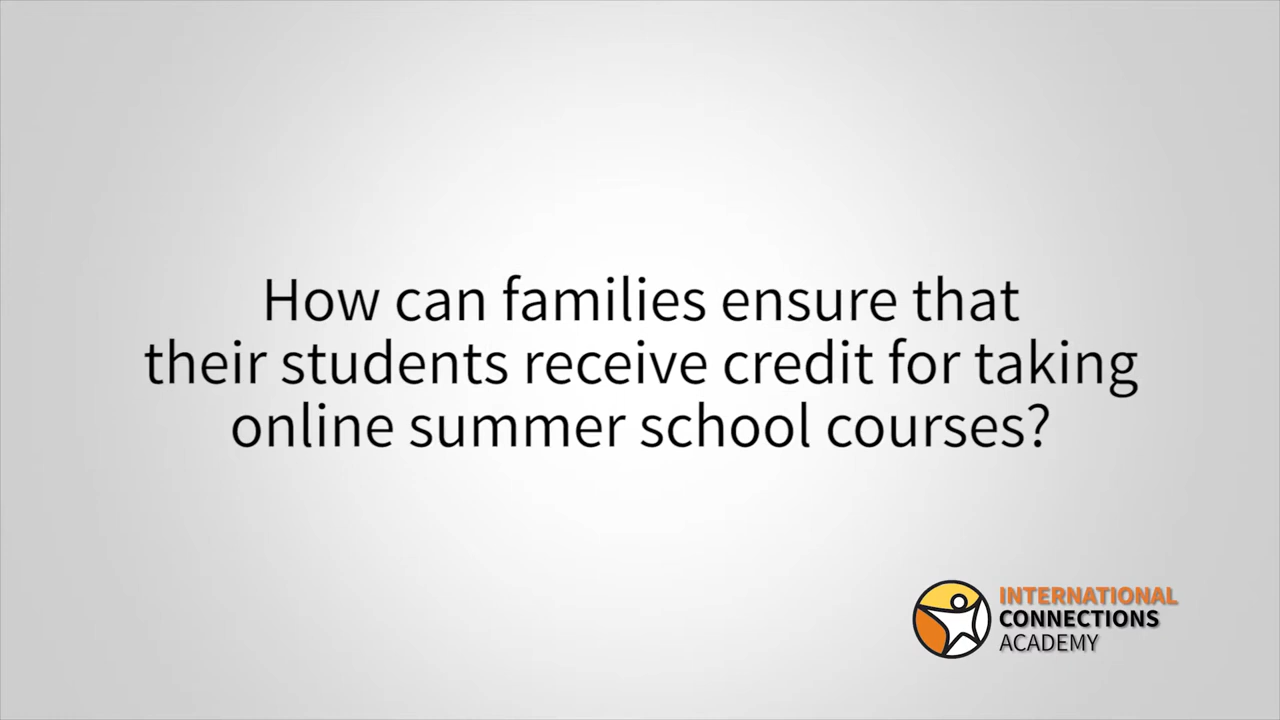 How can families ensure that
their students receive credit for taking
online summer school courses?
INTERNATIONAL
CONNECTIONS
ACADEMY